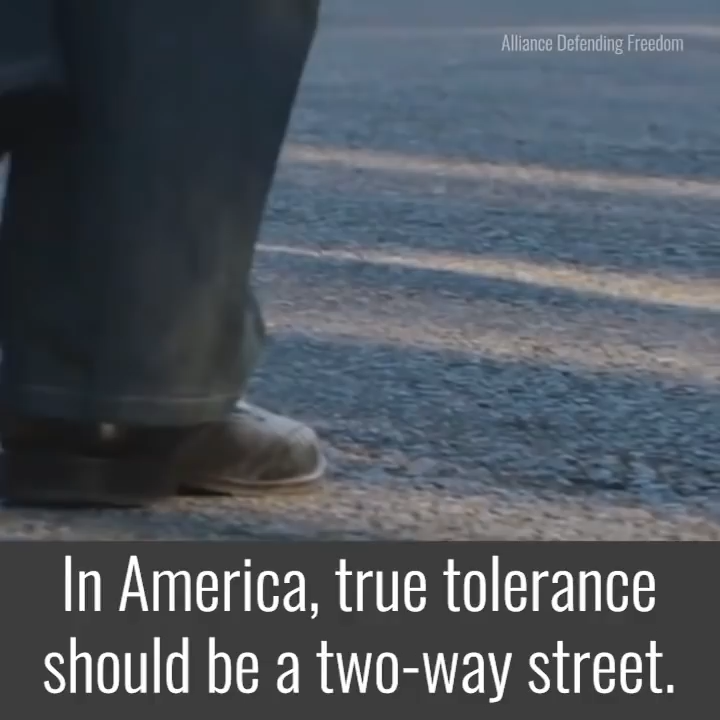 Alliance Defending Freedom
In America, true tolerance
should be a two-way street.